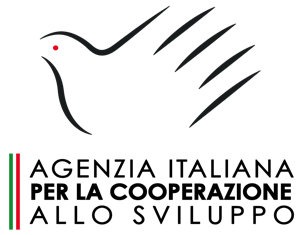 AGENZIA ITALIANA
PER LA COOPERAZIONE
ALLO SVILUPPO